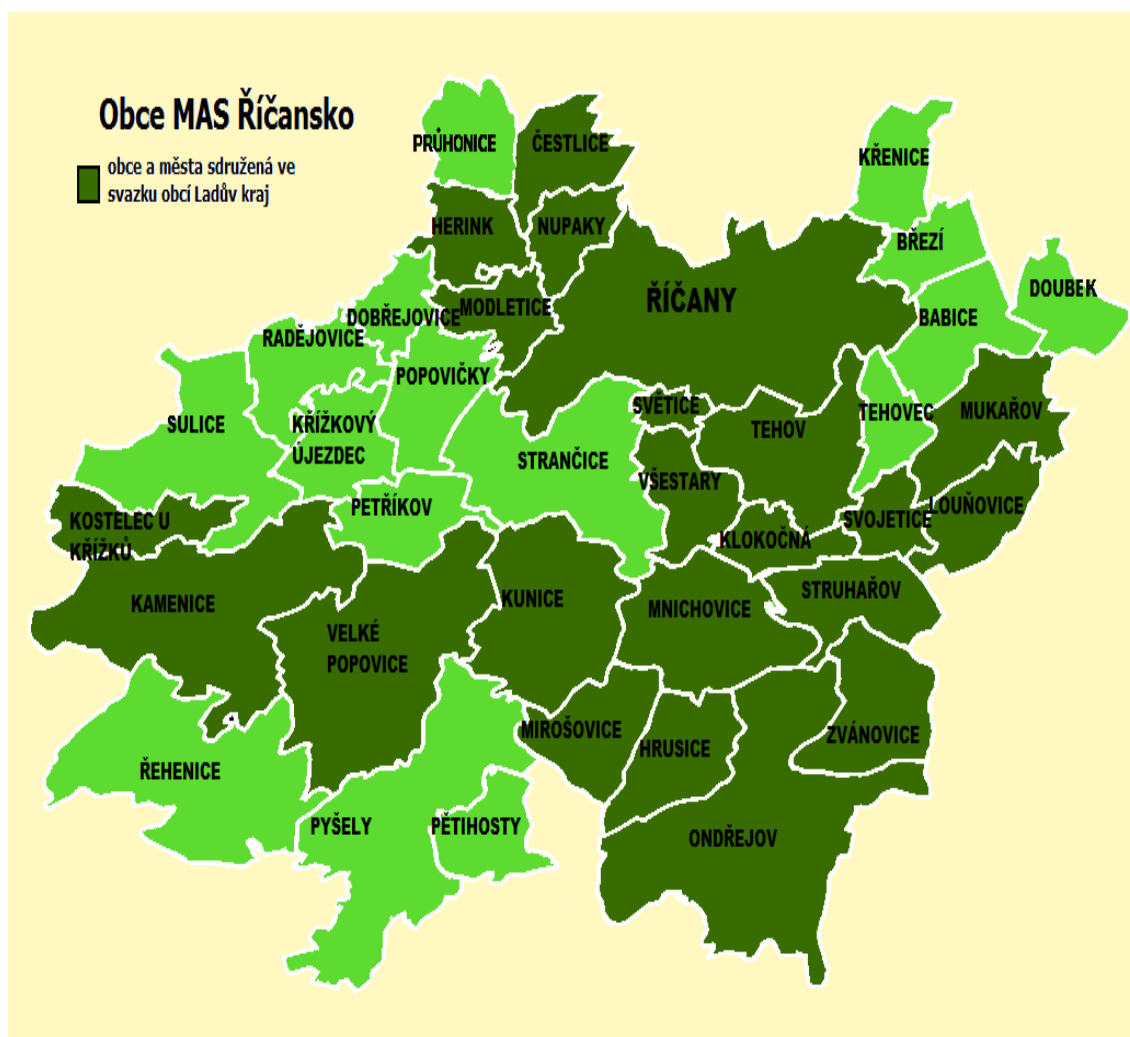 Obce MAS Říčansko
obce a města sdružená ve
svazku obcí Ladův kraj
PRŮHONICE
ČESTLICE
KŘENICE
HERINK
NUPAKY
BŘEZÍ
DOUBEK
ŘÍČANY
MODLETICE
DOBŘEJOVICE
BABICE
RADĚJOVICE
POPOVIČKY
SVĚTICE
TEHOVEC
MUKAŘOV
SULICE
KŘÍŽKOVÝ
ÚJEZDEC
TEHOV
STRANČICE
VŠESTARY
PETŘÍKOV
LOUŇOVICE
KOSTELEC U
KŘÍŽKŮ
SVOJETICE
KLOKOČNÁ
STRUHAŘOV
KAMENICE
KUNICE
MNICHOVICE
VELKÉ
POPOVICE
MIROŠOVICE
ZVÁNOVICE
HRUSICE
ŘEHENICE
PYŠELY
PĚTIHOSTY
ONDŘEJOV